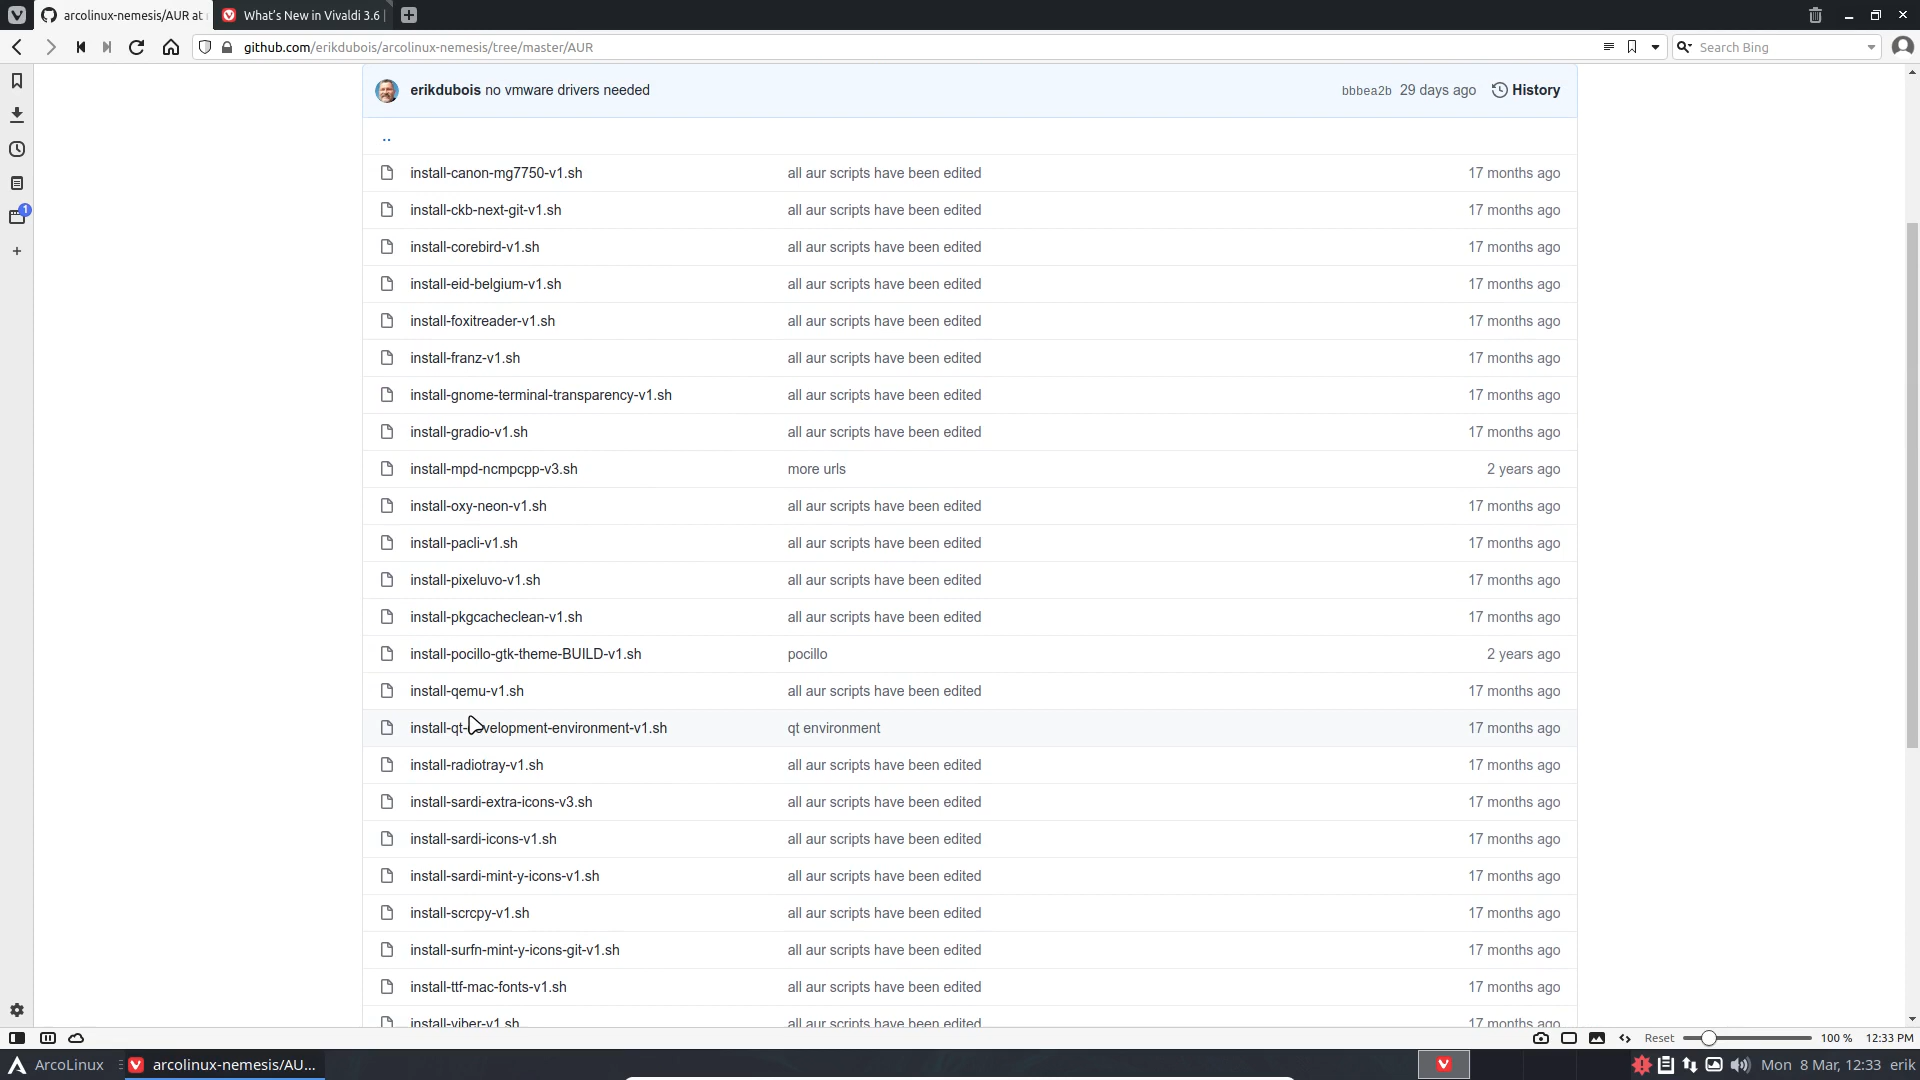 arcolinux-nemesis/AUR at
What's New in Vivaldi 3.6 |
github.com/erikdubois/arcolinux-nemesis/tree/master/AUR
Search Bing
erikdubois no vmware drivers needed bbbea2b 29 days ago History
..
install-canon-mg7750-v1.sh all aur scripts have been edited 17 months ago
install-ckb-next-git-v1.sh all aur scripts have been edited 17 months ago
install-corebird-v1.sh all aur scripts have been edited 17 months ago
install-eid-belgium-v1.sh all aur scripts have been edited 17 months ago
install-foxitreader-v1.sh all aur scripts have been edited 17 months ago
install-franz-v1.sh all aur scripts have been edited 17 months ago
install-gnome-terminal-transparency-v1.sh all aur scripts have been edited 17 months ago
install-gradio-v1.sh all aur scripts have been edited 17 months ago
install-mpd-ncmpcpp-v3.sh more urls 2 years ago
install-oxy-neon-v1.sh all aur scripts have been edited 17 months ago
install-pacli-v1.sh all aur scripts have been edited 17 months ago
install-pixeluvo-v1.sh all aur scripts have been edited 17 months ago
install-pkgcacheclean-v1.sh all aur scripts have been edited 17 months ago
install-pocillo-gtk-theme-BUILD-v1.sh pocillo 2 years ago
install-qemu-v1.sh all aur scripts have been edited 17 months ago
install-qt-development-environment-v1.sh qt environment 17 months ago
install-radiotray-v1.sh all aur scripts have been edited 17 months ago
install-sardi-extra-icons-v3.sh all aur scripts have been edited 17 months ago
install-sardi-icons-v1.sh all aur scripts have been edited 17 months ago
install-sardi-mint-y-icons-v1.sh all aur scripts have been edited 17 months ago
install-scrcpy-v1.sh all aur scripts have been edited 17 months ago
install-surfn-mint-y-icons-git-v1.sh all aur scripts have been edited 17 months ago
install-ttf-mac-fonts-v1.sh all aur scripts have been edited 17 months ago
install-viber-v1.sh all aur scripts have been edited 17 months ago
1
Reset 100 % 12:33 PM
ArcoLinux arcolinux-nemesis/AU... Mon 8 Mar, 12:33 erik